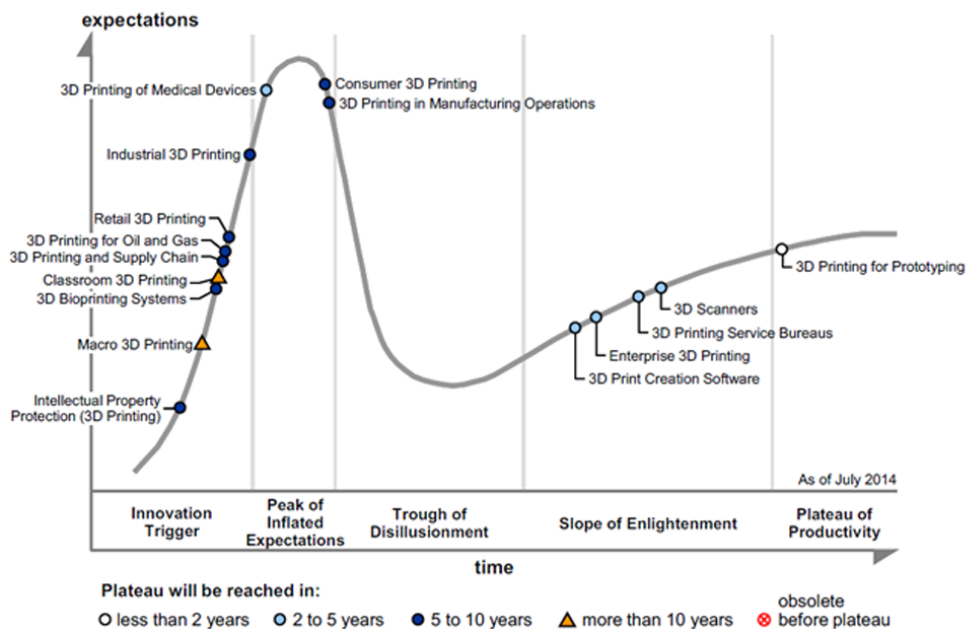 expectations
3D Printing of Medical Devices
Consumer 3D Printing
3D Printing in Manufacturing Operations
Industrial 3D Printing
Retail 3D Printing
3D Printing for Oil and Gas
3D Printing and Supply Chain
Classroom 3D Printing
3D Bioprinting Systems
Macro 3D Printing
Intellectual Property
Protection (3D Printing)
3D Printing for Prototyping
3D Scanners
3D Printing Service Bureaus
Enterprise 3D Printing
3D Print Creation Software
As of July 2014
Innovation
Trigger
Peak of
Inflated
Expectations
Trough of
Disillusionment
Slope of Enlightenment
Plateau of
Productivity
time
Plateau will be reached in:
less than 2 years
2 to 5 years
5 to 10 years
more than 10 years
obsolete
before plateau